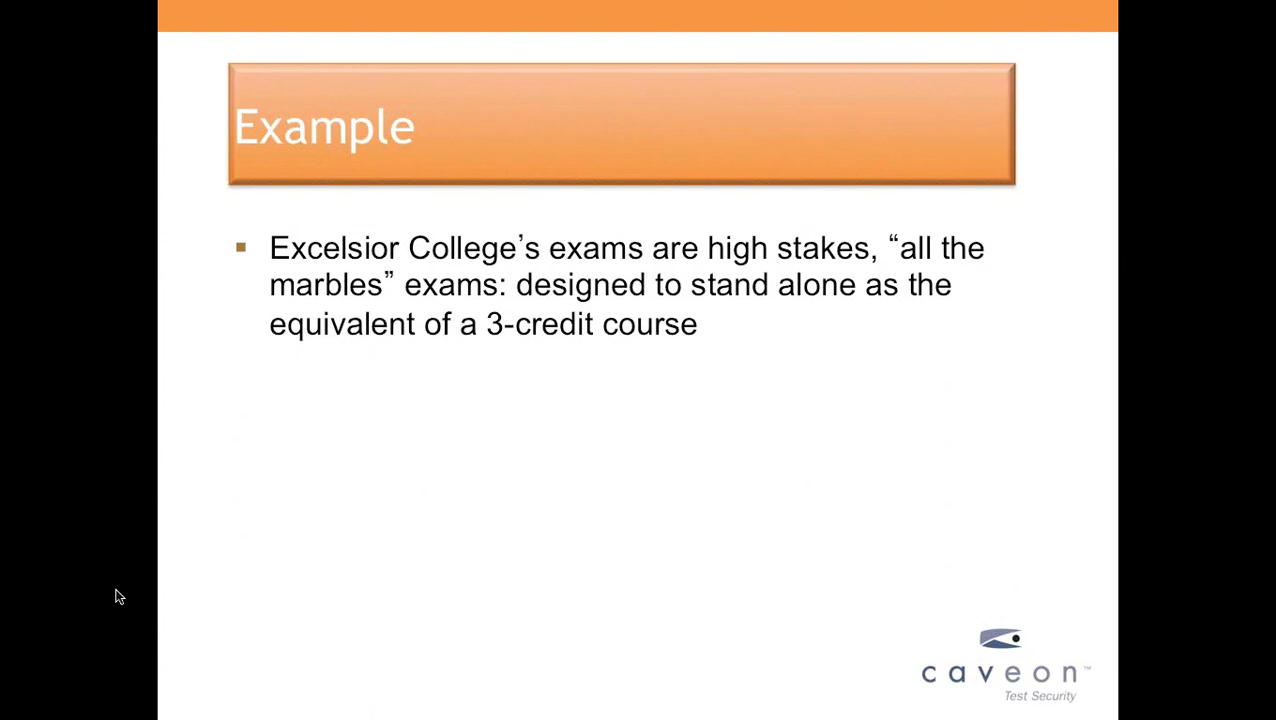 Example
Excelsior College’s exams are high stakes, “all the
marbles” exams: designed to stand alone as the
equivalent of a 3-credit course
caveon™
Test Security